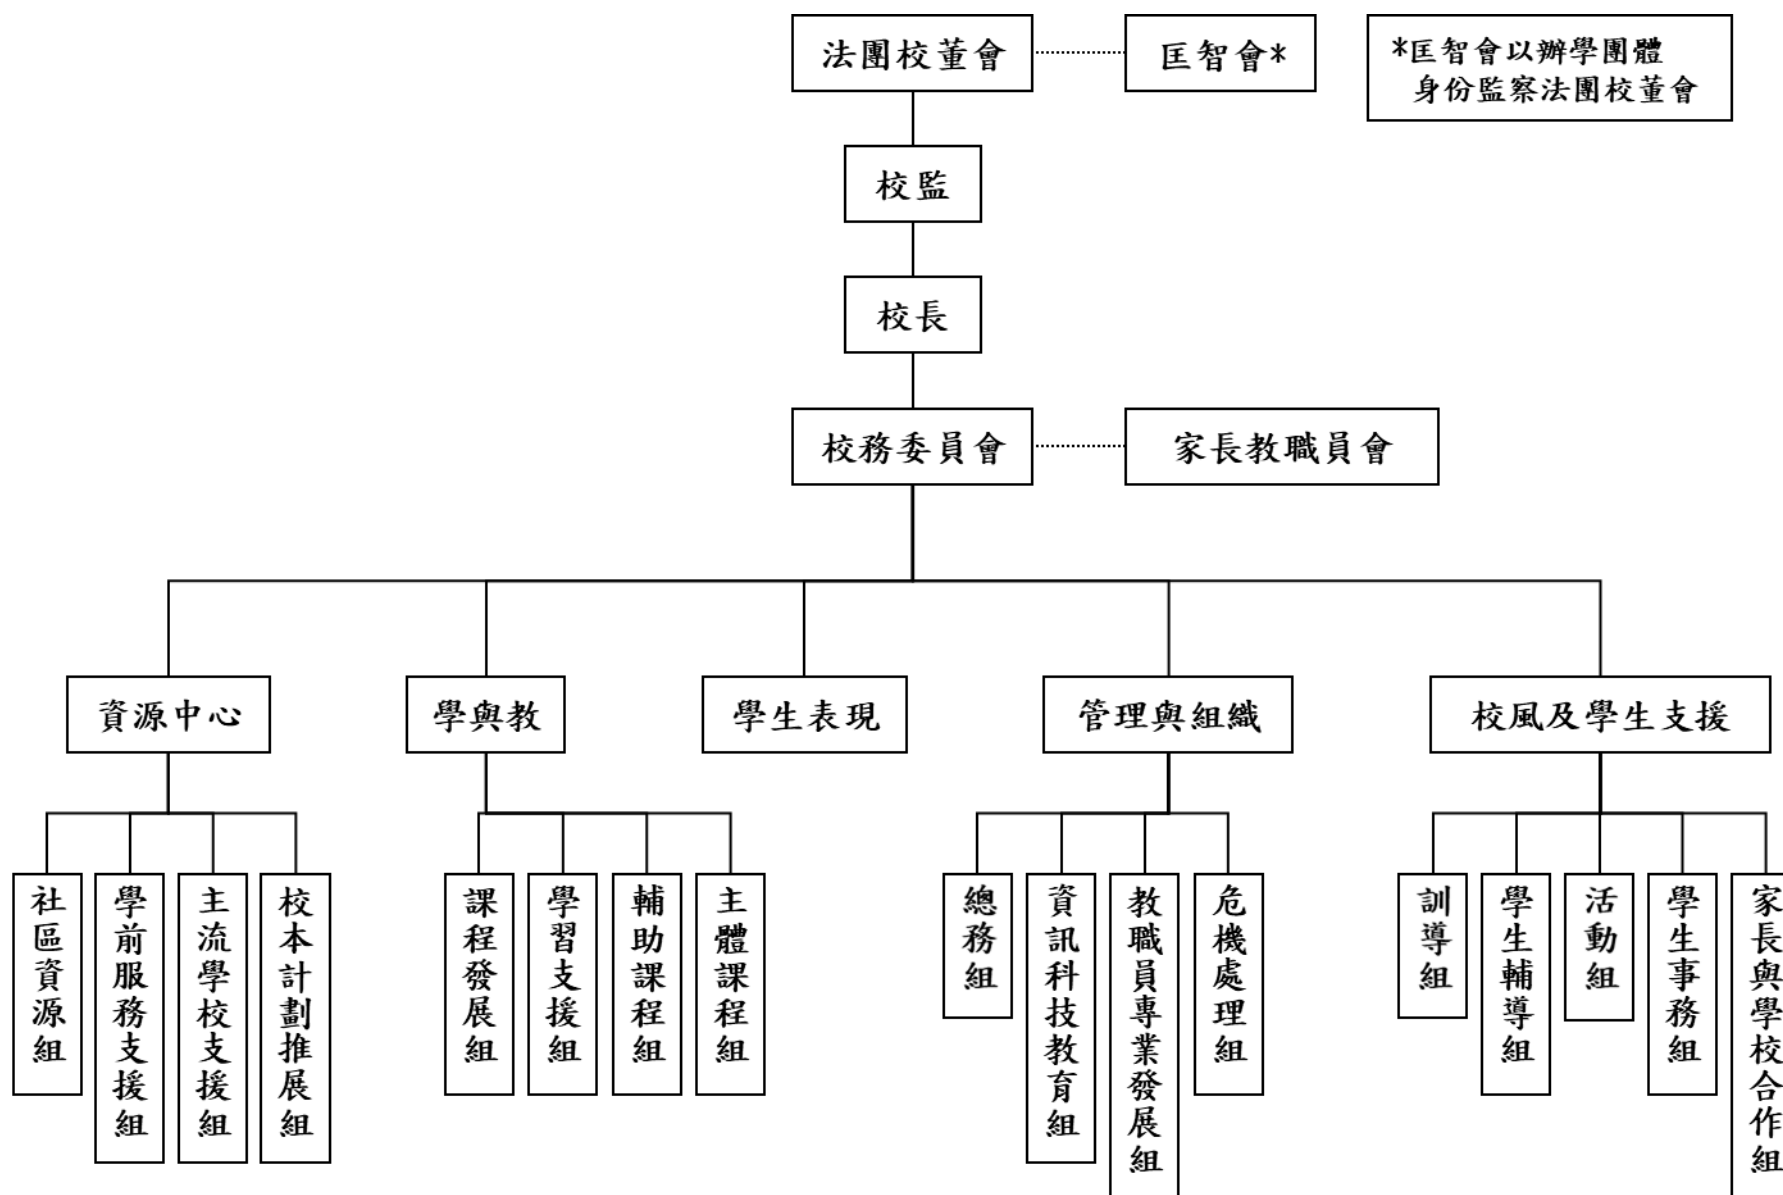 法團校董會
匡智會*
*匡智會以辦學團體
身份監察法團校董會
校監
校長
校務委員會
家長教職員會
資源中心
學與教
學生表現
管理與組織
校風及學生支援
社區資源組
學前服務支援組
主流學校支援組
校本計劃推展組
課程發展組
學習支援組
輔助課程組
主體課程組
總務組
資訊科技教育組
教職員專業發展組
危機處理組
訓導組
學生輔導組
活動組
學生事務組
家長與學校合作組